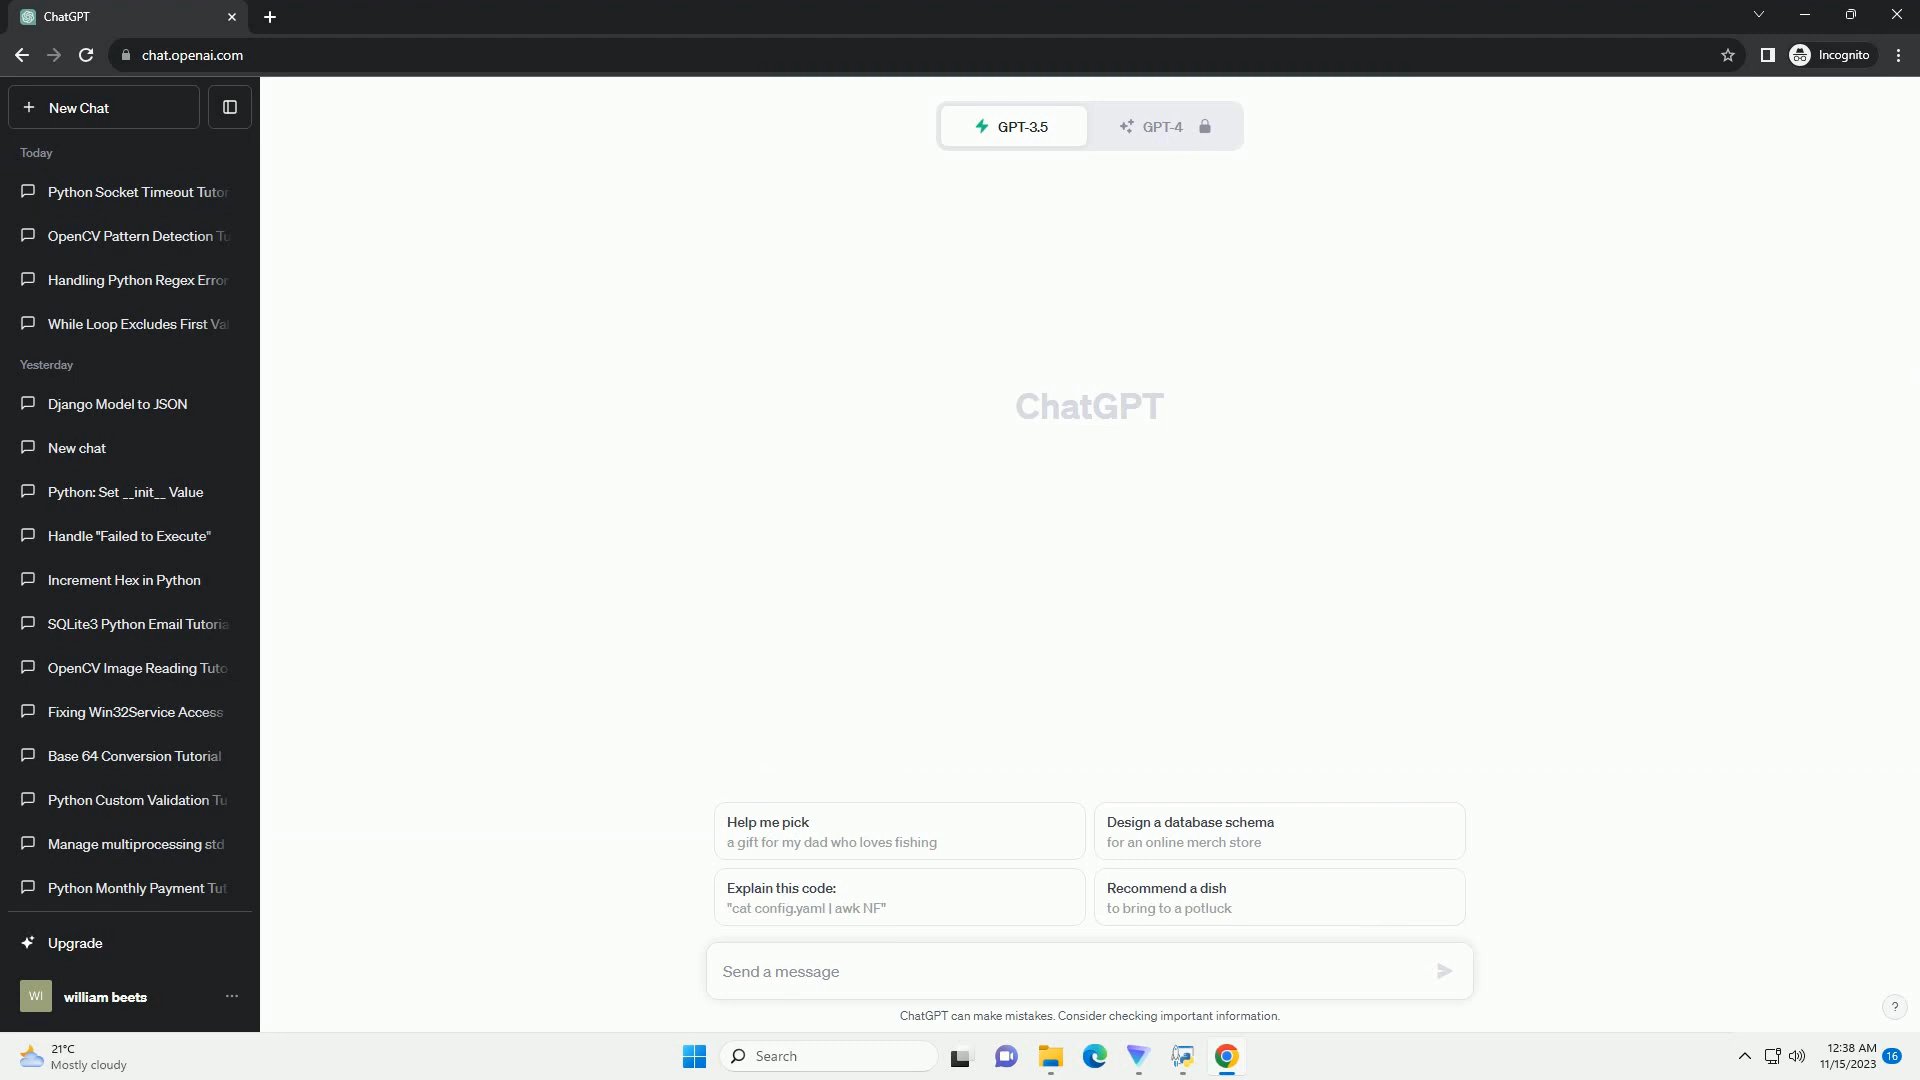 ChatGPT
chat.openai.com
Incognito
New Chat
Today
Python Socket Timeout Tutor
OpenCV Pattern Detection Tu
Handling Python Regex Error
While Loop Excludes First Val
Yesterday
Django Model to JSON
New chat
Python: Set __init__ Value
Handle "Failed to Execute"
Increment Hex in Python
SQLite3 Python Email Tutoria
OpenCV Image Reading Tuto
Fixing Win32Service Access
Base 64 Conversion Tutorial
Python Custom Validation Tu
Manage multiprocessing std
Python Monthly Payment Tut
Upgrade
WI
william beets
GPT-3.5
GPT-4
ChatGPT
Help me pick
a gift for my dad who loves fishing
Design a database schema
for an online merch store
Explain this code:
"cat config.yaml | awk NF"
Recommend a dish
to bring to a potluck
Send a message
ChatGPT can make mistakes. Consider checking important information.
?
21°C
Mostly cloudy
Search
12:38 AM
11/15/2023
16